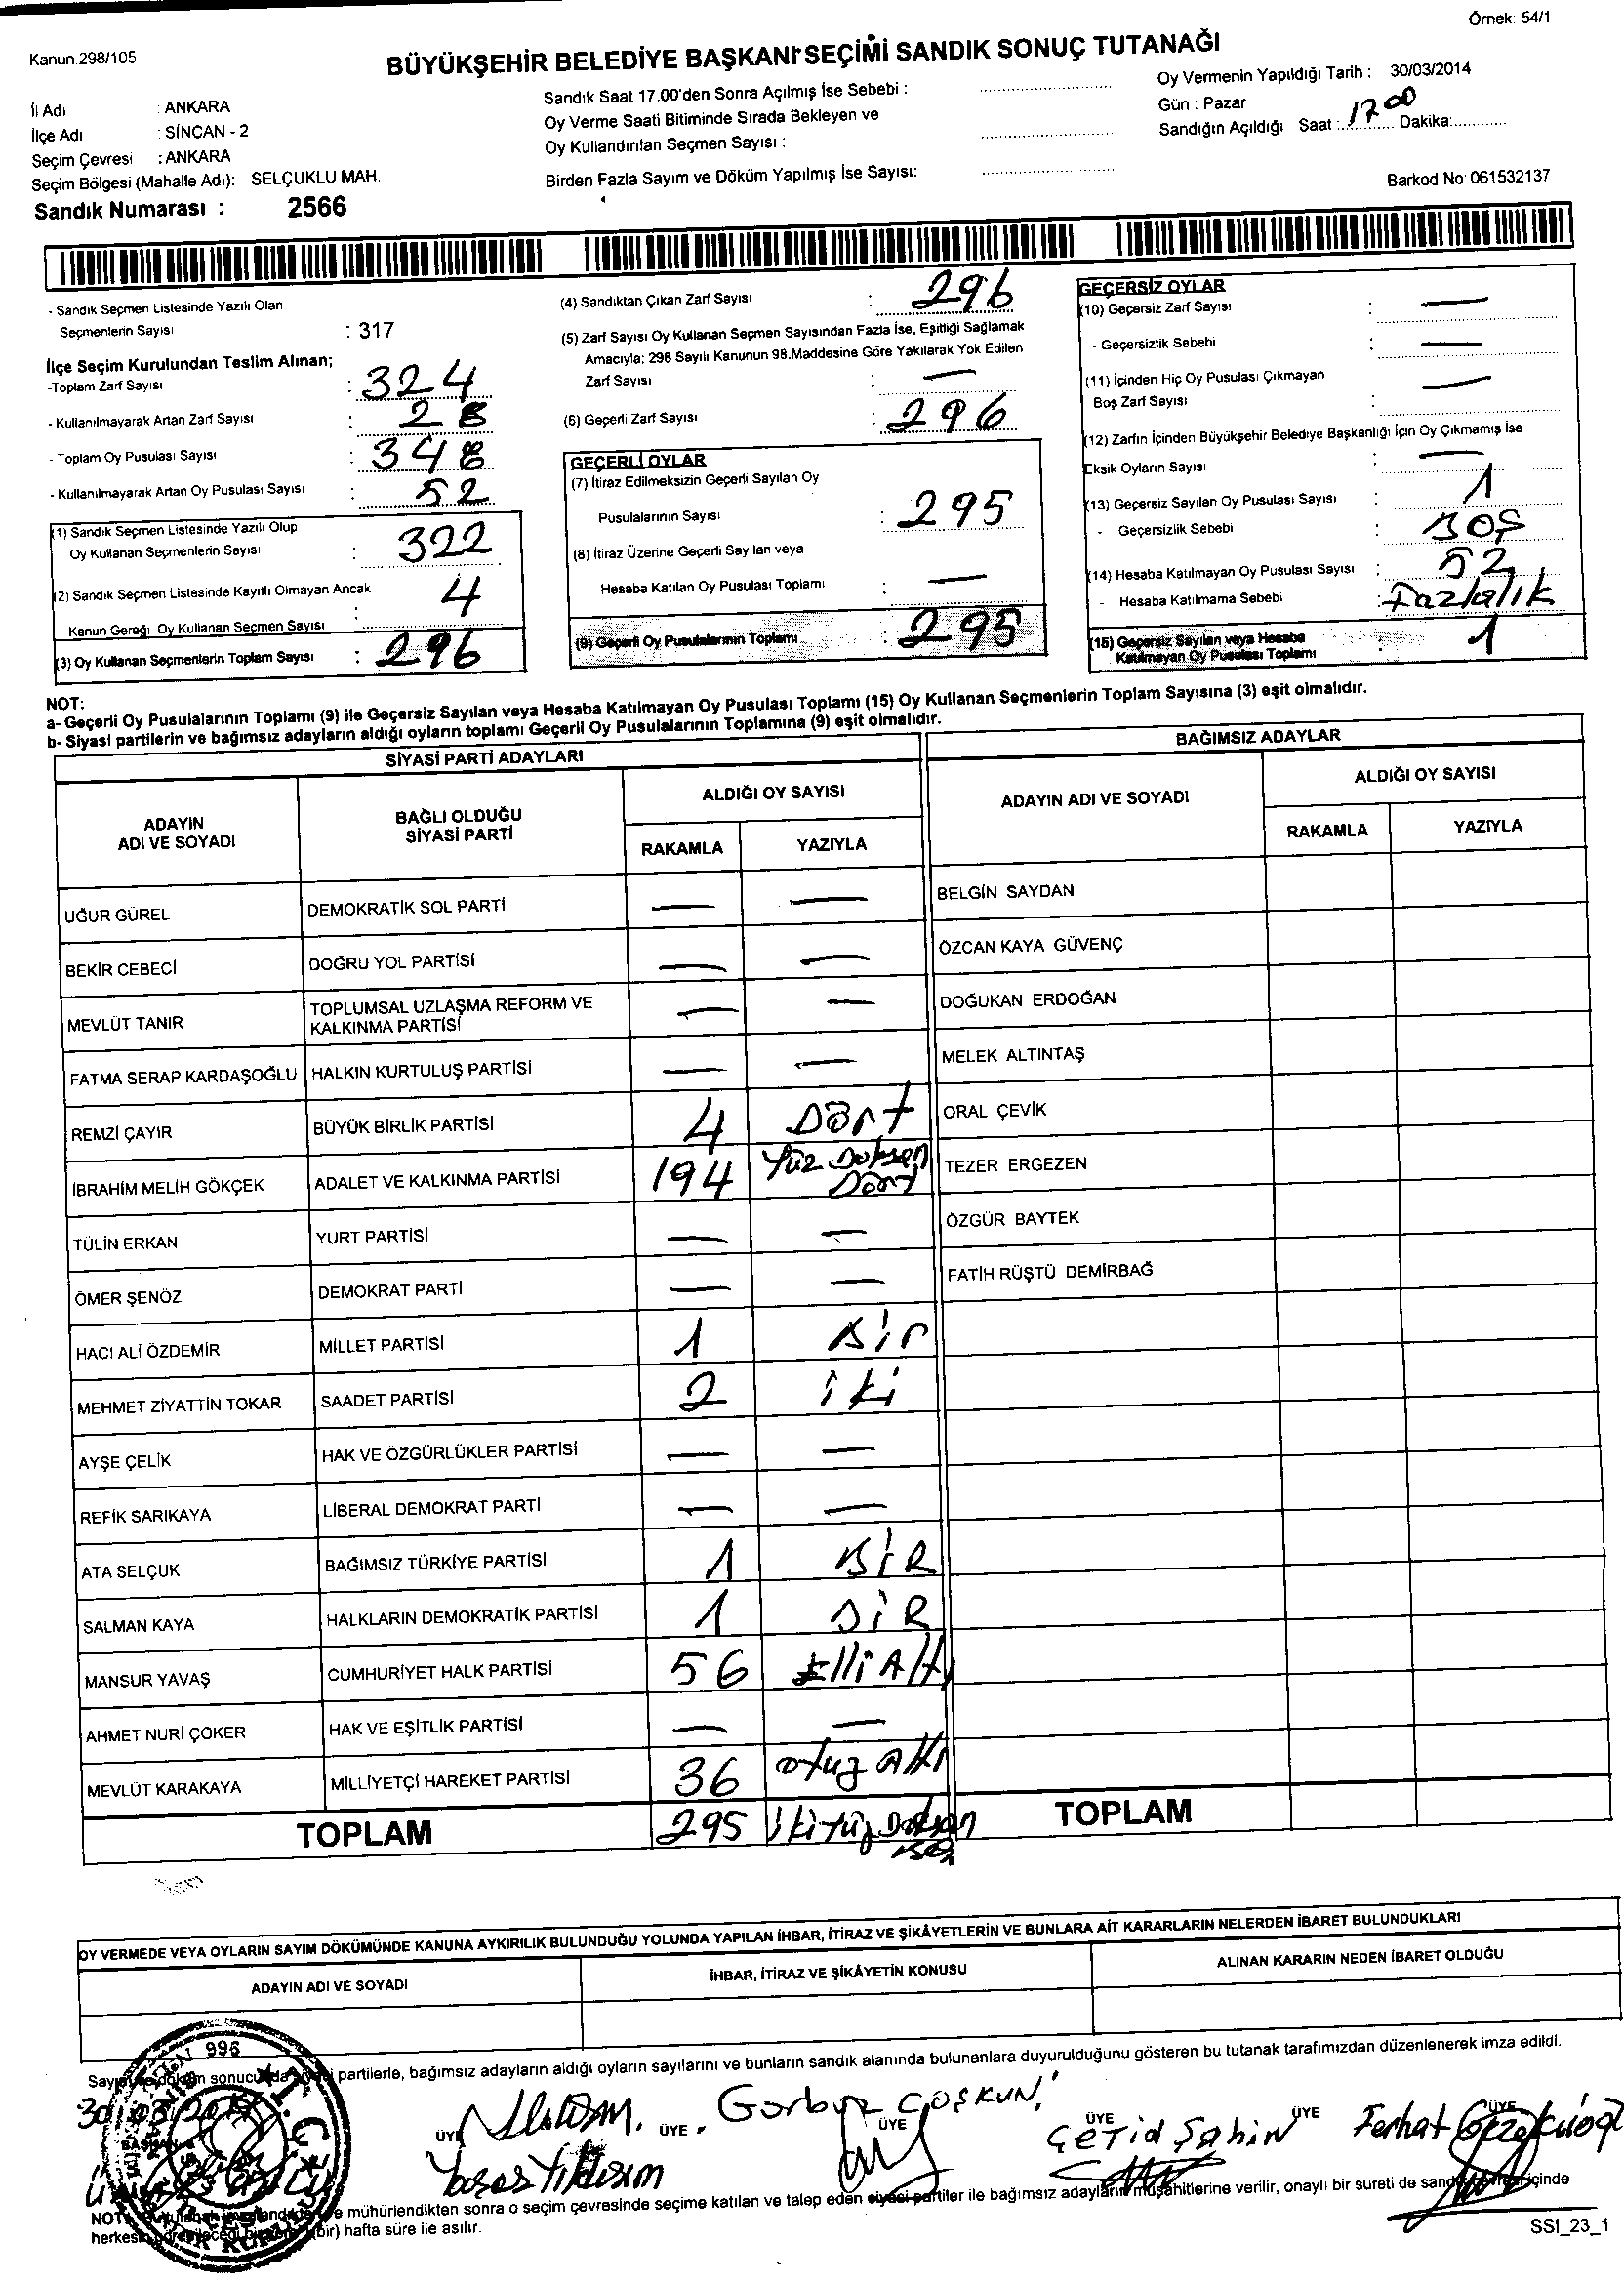 Örnek: 54/1
Kanun.298/105
BÜYÜKŞEHİR BELEDİYE BAŞKANI SEÇİMİ SANDIK SONUÇ TUTANAĞI
İl Adı : ANKARA
İlçe Adı : SİNCAN - 2
Seçim Çevresi : ANKARA
Seçim Bölgesi (Mahalle Adı): SELÇUKLU MAH.
Sandık Numarası : 2566
Sandık Saat 17.00'den Sonra Açılmış İse Sebebi :
Oy Verme Saati Bitiminde Sırada Bekleyen ve
Oy Kullandırılan Seçmen Sayısı :
Birden Fazla Sayım ve Döküm Yapılmış İse Sayısı:
Oy Vermenin Yapıldığı Tarih : 30/03/2014
Gün : Pazar
Sandığın Açıldığı Saat : 17 00 Dakika:
Barkod No: 061532137
- Sandık Seçmen Listesinde Yazılı Olan
Seçmenlerin Sayısı : 317
İlçe Seçim Kurulundan Teslim Alınan;
-Toplam Zarf Sayısı : 324
- Kullanılmayarak Artan Zarf Sayısı : 28
- Toplam Oy Pusulası Sayısı : 348
- Kullanılmayarak Artan Oy Pusulası Sayısı : 52
(1) Sandık Seçmen Listesinde Yazılı Olup
Oy Kullanan Seçmenlerin Sayısı : 322
(2) Sandık Seçmen Listesinde Kayıtlı Olmayan Ancak
Kanun Gereği Oy Kullanan Seçmen Sayısı : 4
(3) Oy Kullanan Seçmenlerin Toplam Sayısı : 296
(4) Sandıktan Çıkan Zarf Sayısı : 296
(5) Zarf Sayısı Oy Kullanan Seçmen Sayısından Fazla İse, Eşitliği Sağlamak
Amacıyla; 298 Sayılı Kanunun 98.Maddesine Göre Yakılarak Yok Edilen
Zarf Sayısı : —
(6) Geçerli Zarf Sayısı : 296
GEÇERLİ OYLAR
(7) İtiraz Edilmeksizin Geçerli Sayılan Oy
Pusulalarının Sayısı : 295
(8) İtiraz Üzerine Geçerli Sayılan veya
Hesaba Katılan Oy Pusulası Toplamı : —
(9) Geçerli Oy Pusulalarının Toplamı : 295
GEÇERSİZ OYLAR
(10) Geçersiz Zarf Sayısı : —
- Geçersizlik Sebebi : —
(11) İçinden Hiç Oy Pusulası Çıkmayan
Boş Zarf Sayısı : —
(12) Zarfın İçinden Büyükşehir Belediye Başkanlığı İçin Oy Çıkmamış İse
Eksik Oyların Sayısı : —
(13) Geçersiz Sayılan Oy Pusulası Sayısı : 1
- Geçersizlik Sebebi : BOŞ
(14) Hesaba Katılmayan Oy Pusulası Sayısı : 52
- Hesaba Katılmama Sebebi : Fazlalık
(15) Geçersiz Sayılan veya Hesaba
Katılmayan Oy Pusulası Toplamı : 1
NOT:
a- Geçerli Oy Pusulalarının Toplamı (9) ile Geçersiz Sayılan veya Hesaba Katılmayan Oy Pusulası Toplamı (15) Oy Kullanan Seçmenlerin Toplam Sayısına (3) eşit olmalıdır.
b- Siyasi partilerin ve bağımsız adayların aldığı oyların toplamı Geçerli Oy Pusulalarının Toplamına (9) eşit olmalıdır.
SİYASİ PARTİ ADAYLARI
ADAYIN ADI VE SOYADI BAĞLI OLDUĞU SİYASİ PARTİ ALDIĞI OY SAYISI
RAKAMLA YAZIYLA
UĞUR GÜREL DEMOKRATİK SOL PARTİ — —
BEKİR CEBECİ DOĞRU YOL PARTİSİ — —
MEVLÜT TANIR TOPLUMSAL UZLAŞMA REFORM VE KALKINMA PARTİSİ — —
FATMA SERAP KARDAŞOĞLU HALKIN KURTULUŞ PARTİSİ — —
REMZİ ÇAYIR BÜYÜK BİRLİK PARTİSİ 4 Dört
İBRAHİM MELİH GÖKÇEK ADALET VE KALKINMA PARTİSİ 194 Yüz Doksan Dört
TÜLİN ERKAN YURT PARTİSİ — —
ÖMER ŞENÖZ DEMOKRAT PARTİ — —
HACI ALİ ÖZDEMİR MİLLET PARTİSİ 1 Bir
MEHMET ZİYATTİN TOKAR SAADET PARTİSİ 2 iki
AYŞE ÇELİK HAK VE ÖZGÜRLÜKLER PARTİSİ — —
REFİK SARIKAYA LİBERAL DEMOKRAT PARTİ — —
ATA SELÇUK BAĞIMSIZ TÜRKİYE PARTİSİ 1 BİR
SALMAN KAYA HALKLARIN DEMOKRATİK PARTİSİ 1 BİR
MANSUR YAVAŞ CUMHURİYET HALK PARTİSİ 56 Elli Altı
AHMET NURİ ÇOKER HAK VE EŞİTLİK PARTİSİ — —
MEVLÜT KARAKAYA MİLLİYETÇİ HAREKET PARTİSİ 36 otuz Altı
TOPLAM 295 İki Yüz Doksan Beş
BAĞIMSIZ ADAYLAR
ADAYIN ADI VE SOYADI ALDIĞI OY SAYISI
RAKAMLA YAZIYLA
BELGİN SAYDAN
ÖZCAN KAYA GÜVENÇ
DOĞUKAN ERDOĞAN
MELEK ALTINTAŞ
ORAL ÇEVİK
TEZER ERGEZEN
ÖZGÜR BAYTEK
FATİH RÜŞTÜ DEMİRBAĞ
TOPLAM
OY VERMEDE VEYA OYLARIN SAYIM DÖKÜMÜNDE KANUNA AYKIRILIK BULUNDUĞU YOLUNDA YAPILAN İHBAR, İTİRAZ VE ŞİKÂYETLERİN VE BUNLARA AİT KARARLARIN NELERDEN İBARET BULUNDUKLARI
ADAYIN ADI VE SOYADI İHBAR, İTİRAZ VE ŞİKÂYETİN KONUSU ALINAN KARARIN NEDEN İBARET OLDUĞU
996
T.C.
partilerle, bağımsız adayların aldığı oyların sayılarını ve bunların sandık alanında bulunanlara duyurulduğunu gösteren bu tutanak tarafımızdan düzenlenerek imza edildi.
BAŞKAN ÜYE ÜYE ÜYE ÜYE ÜYE ÜYE
COŞKUN
Yaşar Yıldırım
Şahin
Ferhat
mühürlendikten sonra o seçim çevresinde seçime katılan ve talep eden siyasi partiler ile bağımsız adayların müşahitlerine verilir, onaylı bir sureti de
(bir) hafta süre ile asılır.
SSI_23_1